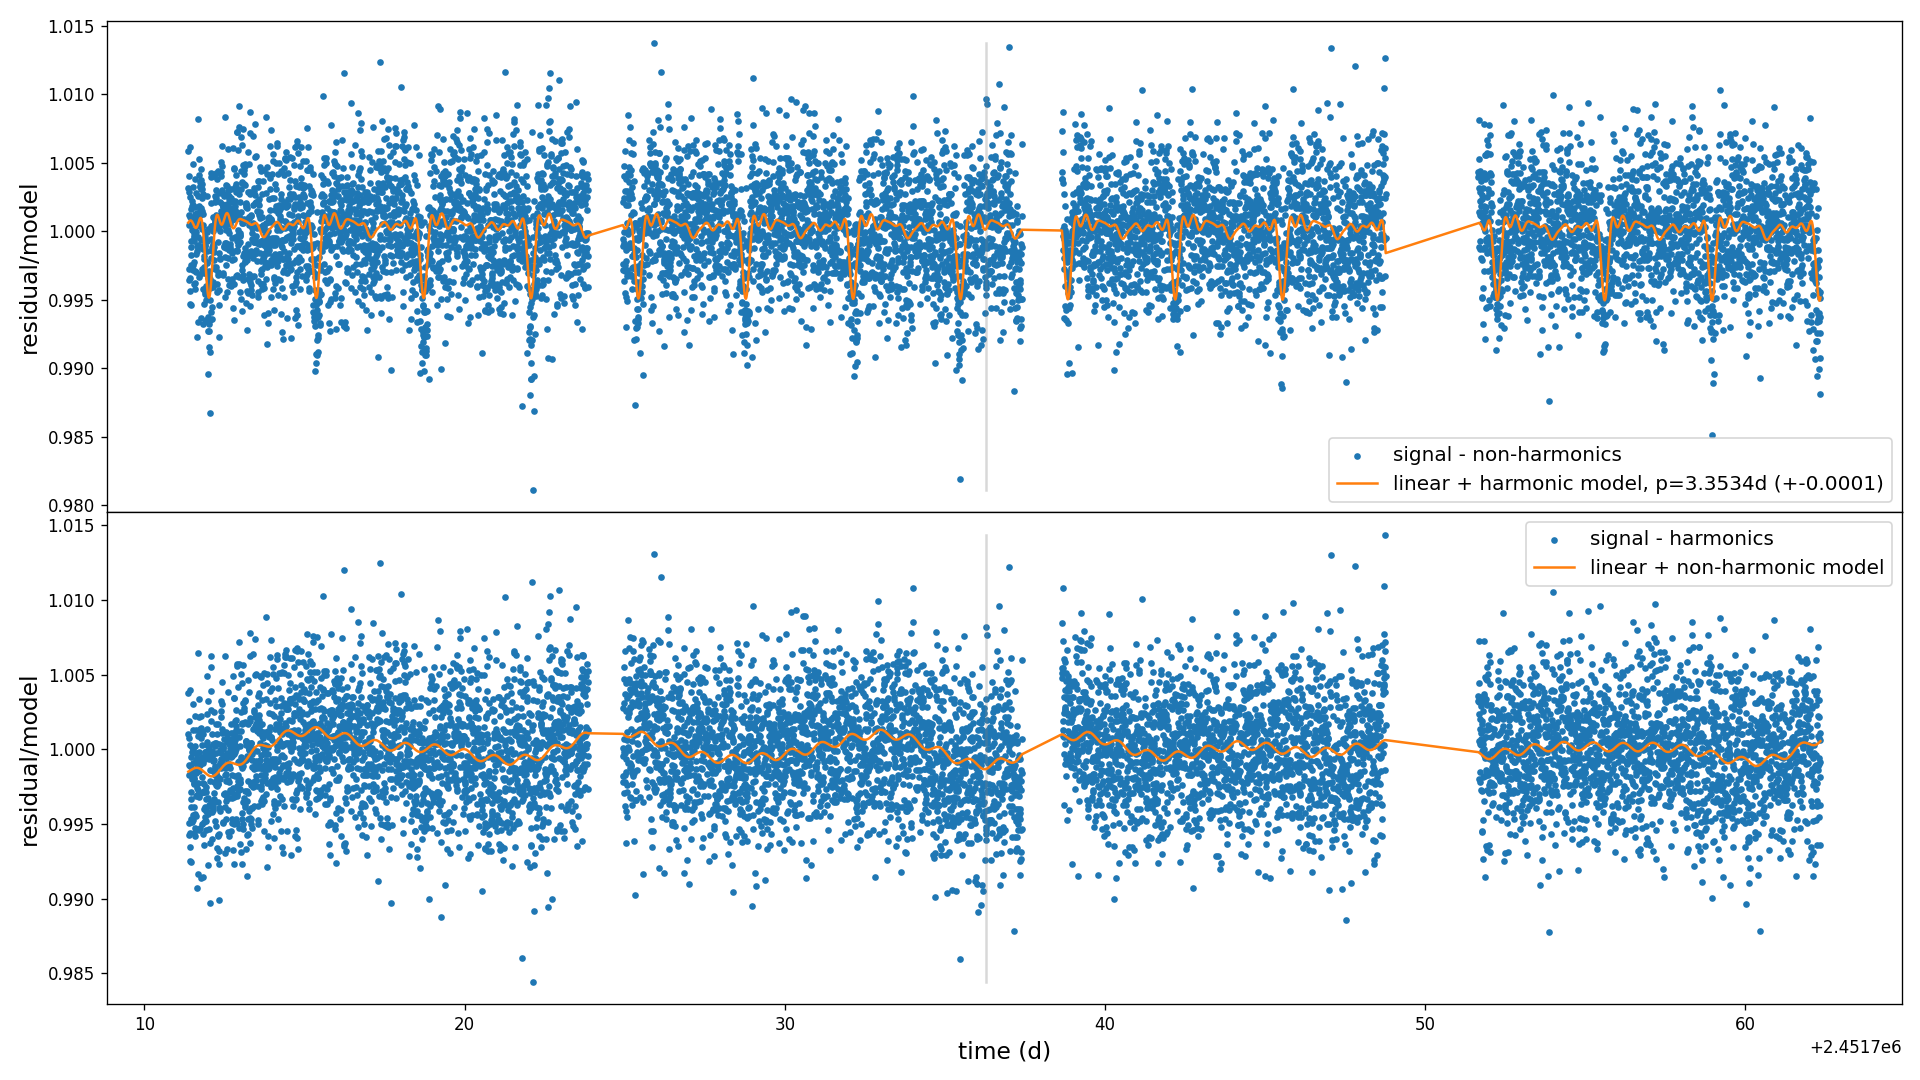 1.015
1.010
1.005
1.000
0.995
0.990
0.985
0.980
residual/model
signal - non-harmonics
linear + harmonic model, p=3.3534d (+-0.0001)
1.015
1.010
1.005
1.000
0.995
0.990
0.985
residual/model
signal - harmonics
linear + non-harmonic model
10 20 30 40 50 60
time (d)
+2.4517e6